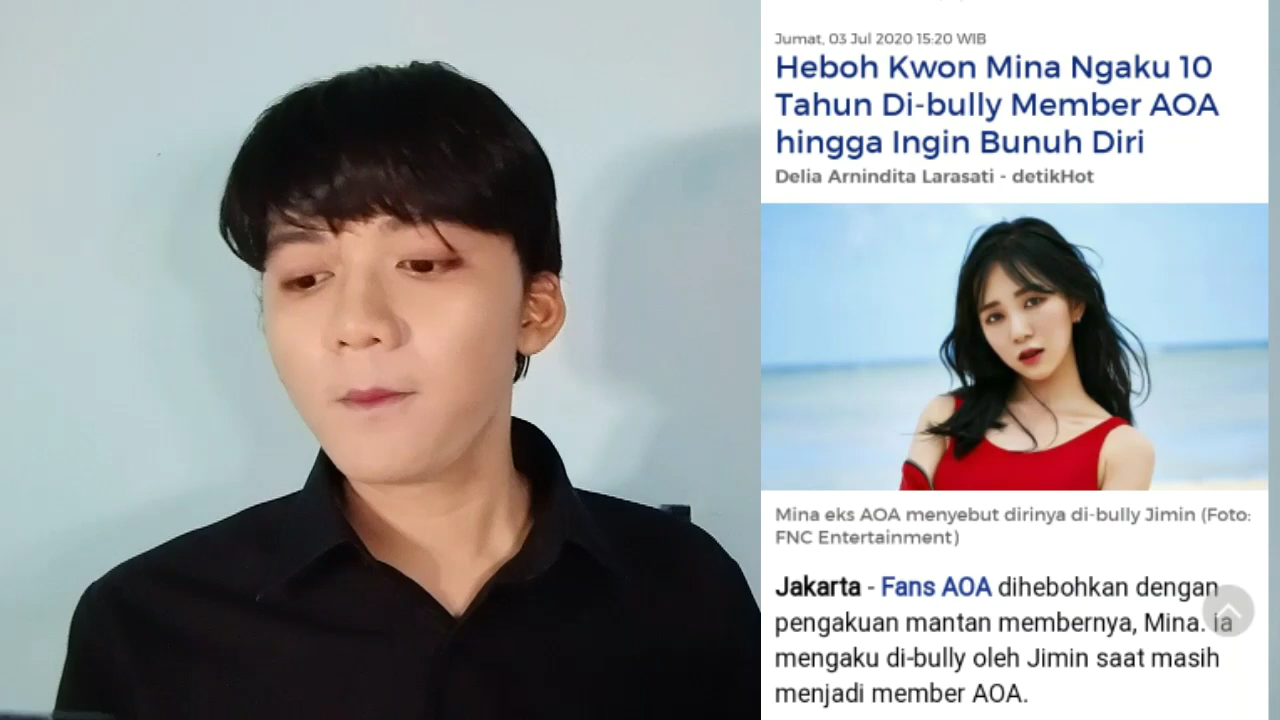 Jumat, 03 Jul 2020 15:20 WIB
Heboh Kwon Mina Ngaku 10
Tahun Di-bully Member AOA
hingga Ingin Bunuh Diri
Delia Arnindita Larasati - detikHot
Mina eks AOA menyebut dirinya di-bully Jimin (Foto:
FNC Entertainment)
Jakarta - Fans AOA dihebohkan dengan
pengakuan mantan membernya, Mina. ia
mengaku di-bully oleh Jimin saat masih
menjadi member AOA.